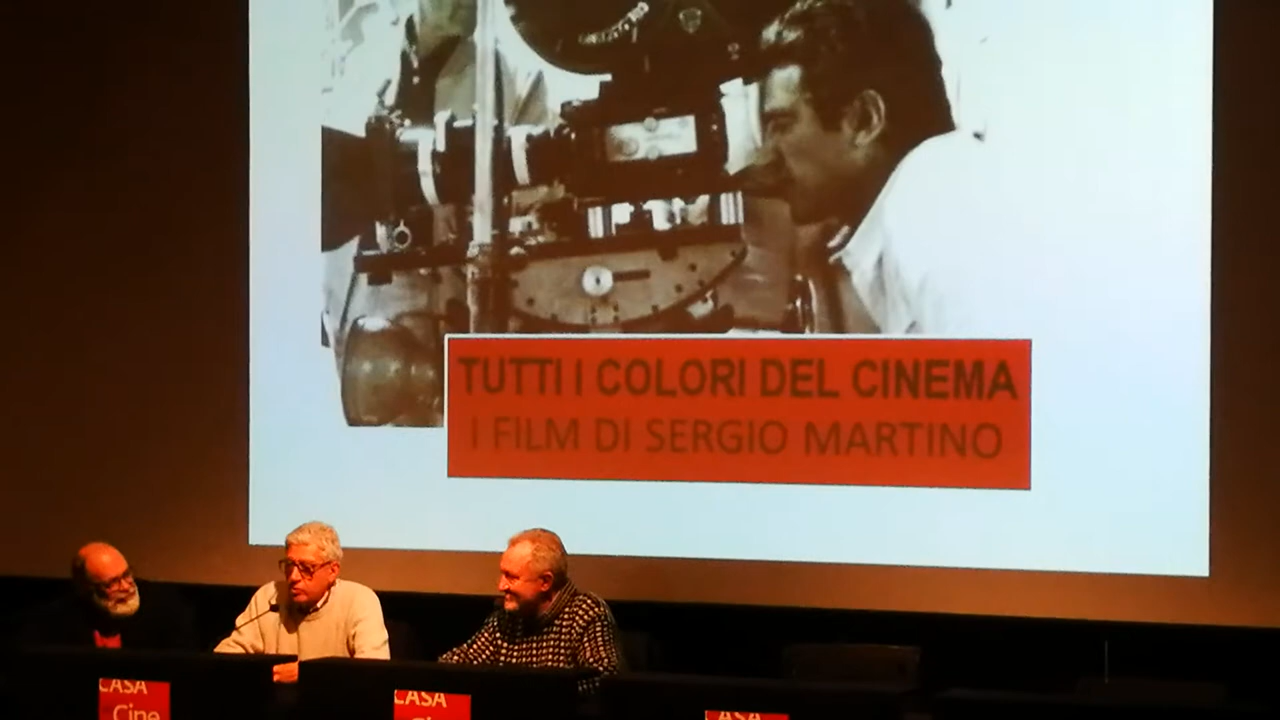 TUTTI I COLORI DEL CINEMA
I FILM DI SERGIO MARTINO
CASA
Cine
CASA